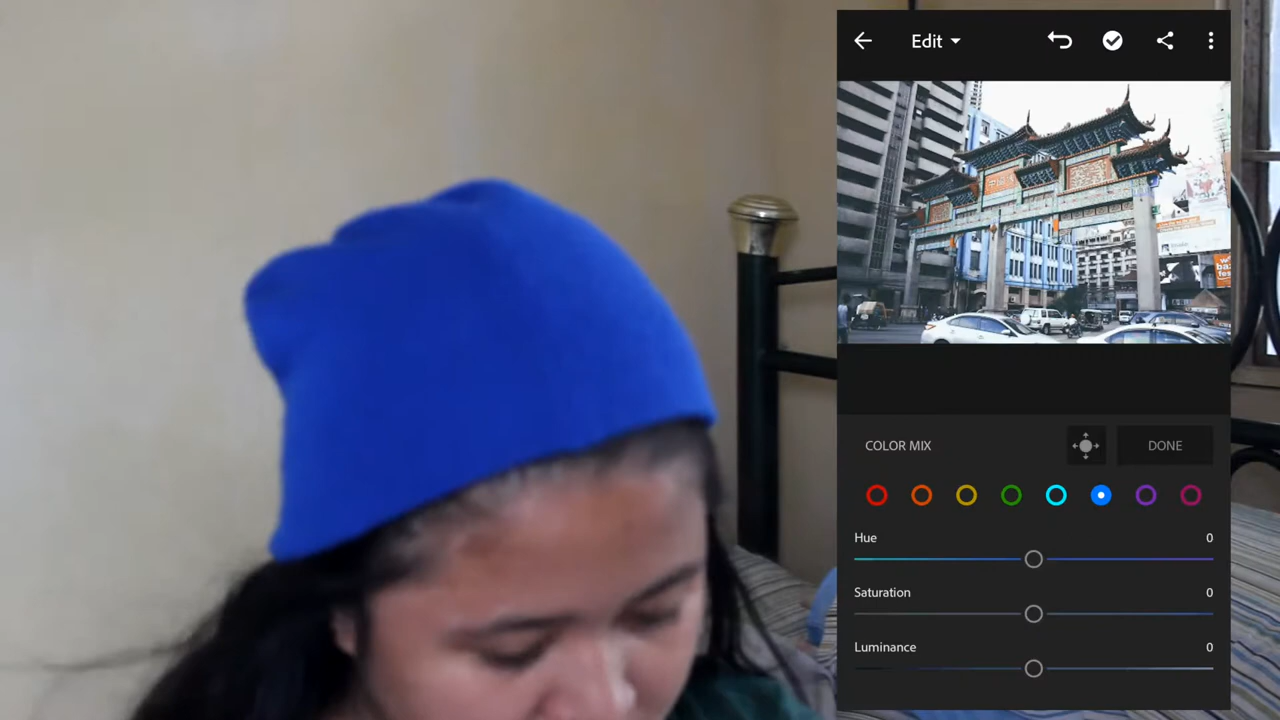 Edit
COLOR MIX
DONE
Hue 0
Saturation 0
Luminance 0